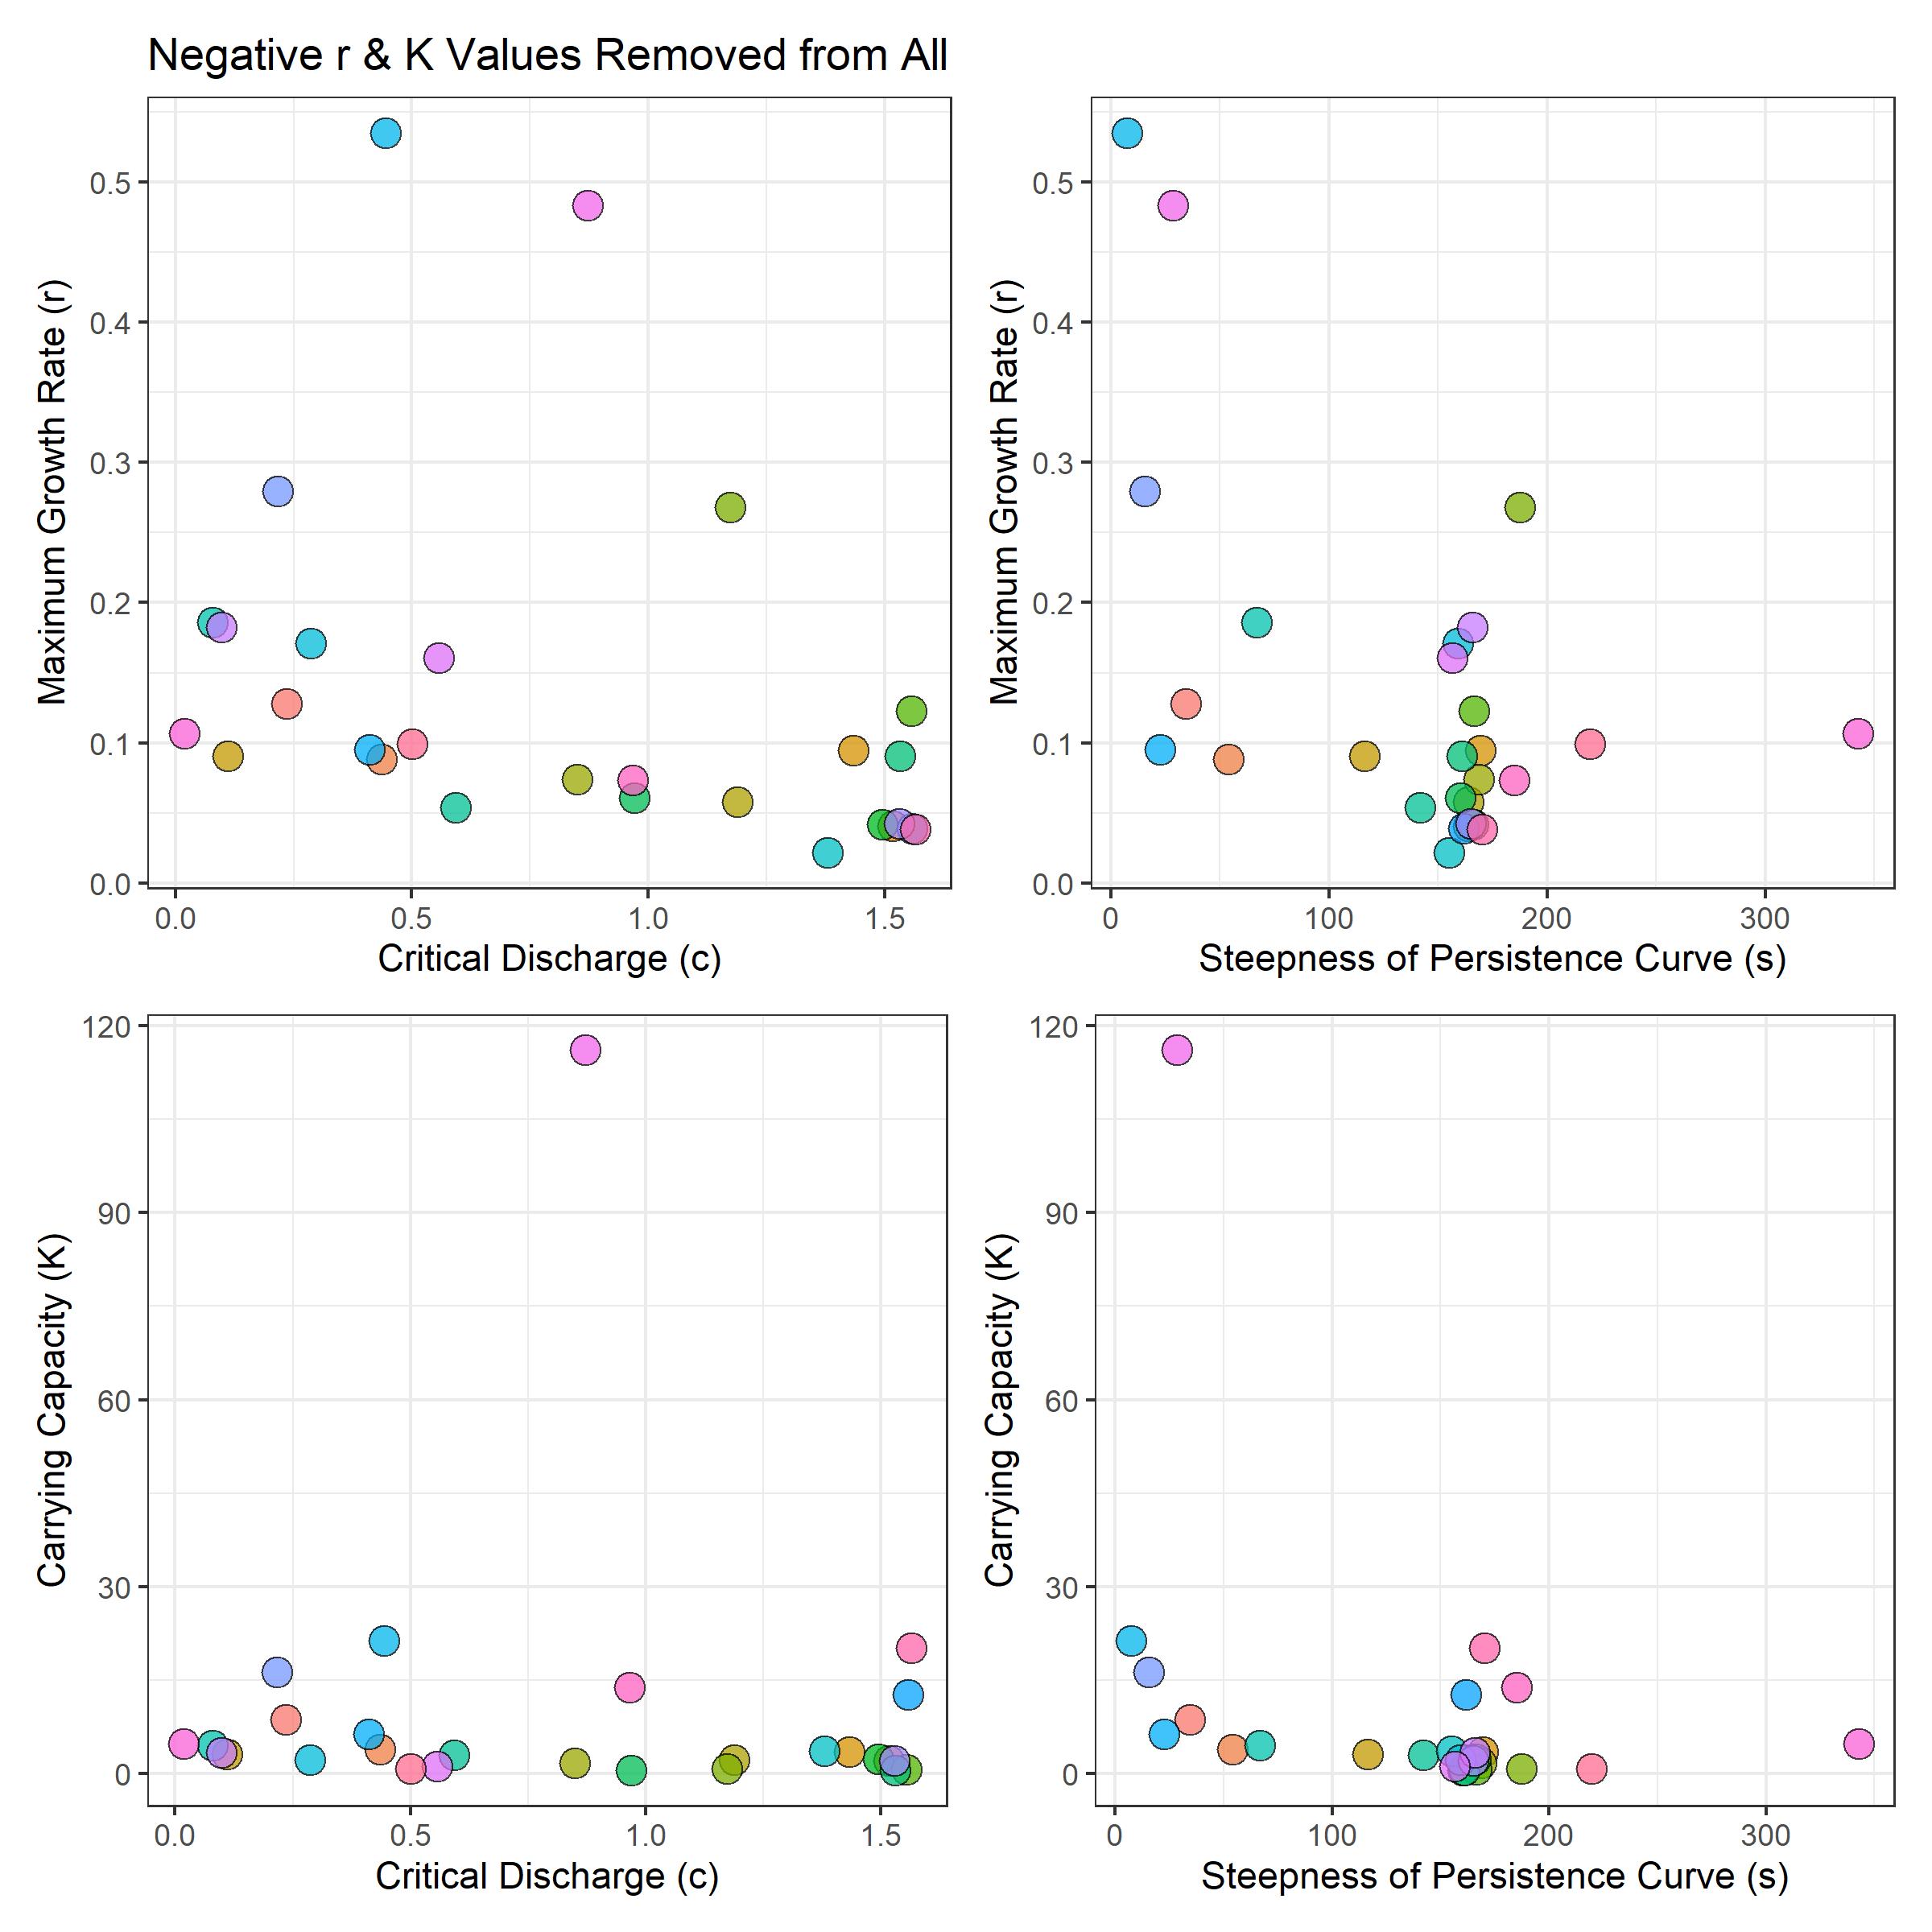 Negative r & K Values Removed from All
Maximum Growth Rate (r)
0.5
0.4
0.3
0.2
0.1
0.0
0.0 0.5 1.0 1.5
Critical Discharge (c)
Maximum Growth Rate (r)
0.5
0.4
0.3
0.2
0.1
0.0
0 100 200 300
Steepness of Persistence Curve (s)
Carrying Capacity (K)
120
90
60
30
0
0.0 0.5 1.0 1.5
Critical Discharge (c)
Carrying Capacity (K)
120
90
60
30
0
0 100 200 300
Steepness of Persistence Curve (s)